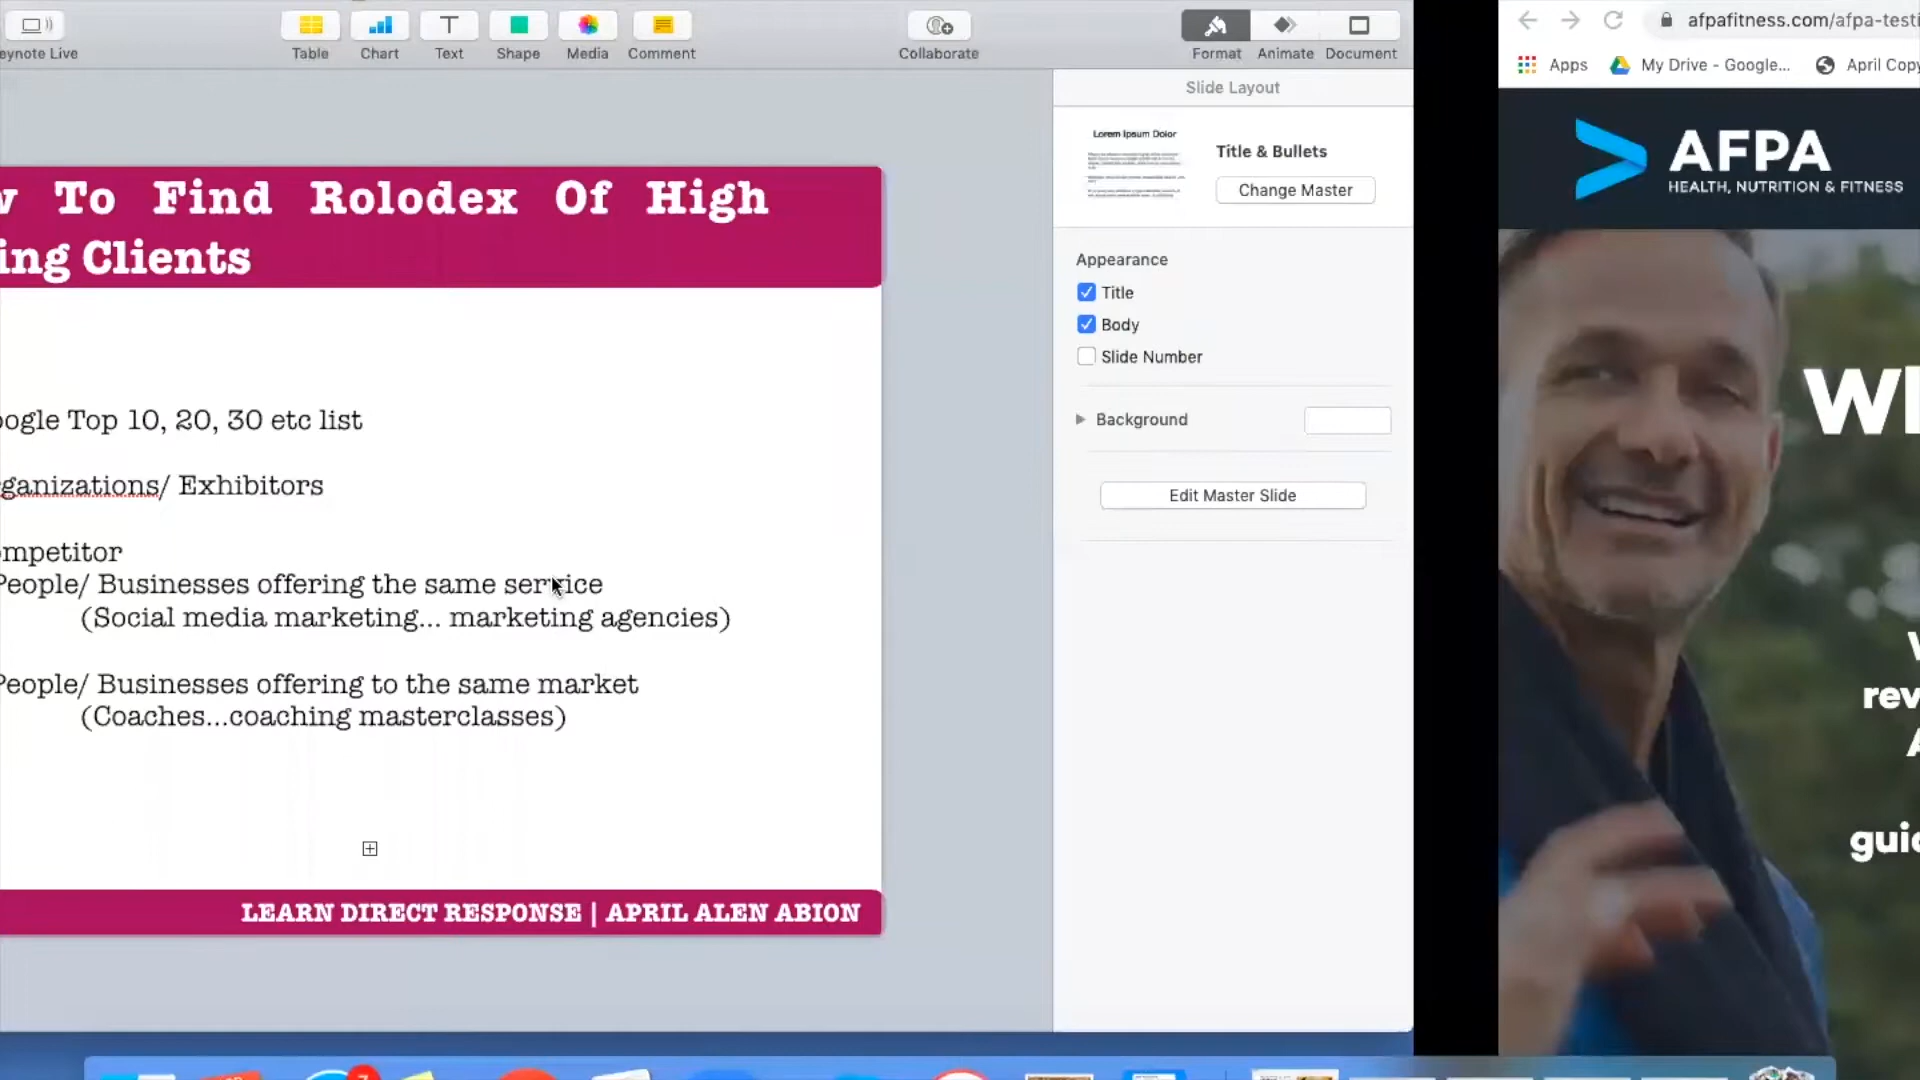 eynote Live
Table
Chart
Text
Shape
Media
Comment
Collaborate
Format
Animate
Document
Slide Layout
Lorem Ipsum Dolor
Title & Bullets
Change Master
Appearance
Title
Body
Slide Number
Background
Edit Master Slide
To Find Rolodex Of High
ing Clients
oogle Top 10, 20, 30 etc list
ganizations/ Exhibitors
mpetitor
People/ Businesses offering the same service
(Social media marketing... marketing agencies)
People/ Businesses offering to the same market
(Coaches...coaching masterclasses)
LEARN DIRECT RESPONSE | APRIL ALEN ABION
7
afpafitness.com/afpa-testi
Apps
My Drive - Google...
April Copy
AFPA
HEALTH, NUTRITION & FITNESS
Wh
rev
guid